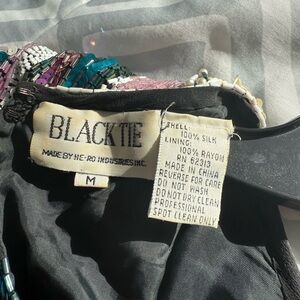 BLACK TIE
MADE BY HE-RO INDUSTRIES INC.
M
SHELL:
100% SILK
LINING:
100% RAYON
RN 62313
MADE IN CHINA
REVERSE FOR CARE
DO NOT WASH
DO NOT DRY CLEAN
PROFESSIONAL
SPOT CLEAN ONLY